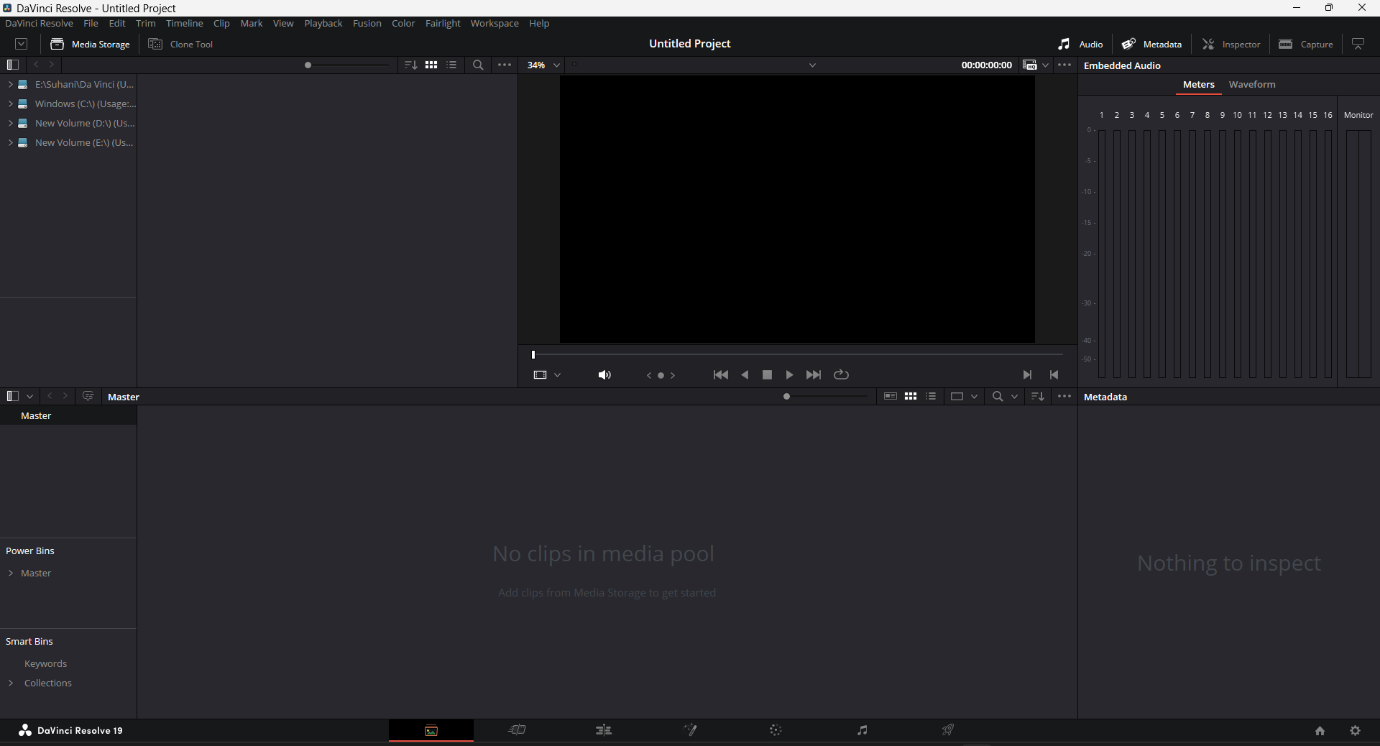 DaVinci Resolve - Untitled Project
DaVinci Resolve File Edit Trim Timeline Clip Mark View Playback Fusion Color Fairlight Workspace Help
Media Storage Clone Tool Untitled Project Audio Metadata Inspector Capture
34% 00:00:00:00 Embedded Audio
E:\Suhani\Da Vinci (U...
Windows (C:\) (Usage:...
New Volume (D:\) (Us...
New Volume (E:\) (Us...
Meters Waveform
1 2 3 4 5 6 7 8 9 10 11 12 13 14 15 16 Monitor
0
-5
-10
-15
-20
-30
-40
-50
Master Metadata
Master
No clips in media pool
Add clips from Media Storage to get started
Nothing to inspect
Power Bins
Master
Smart Bins
Keywords
Collections
DaVinci Resolve 19